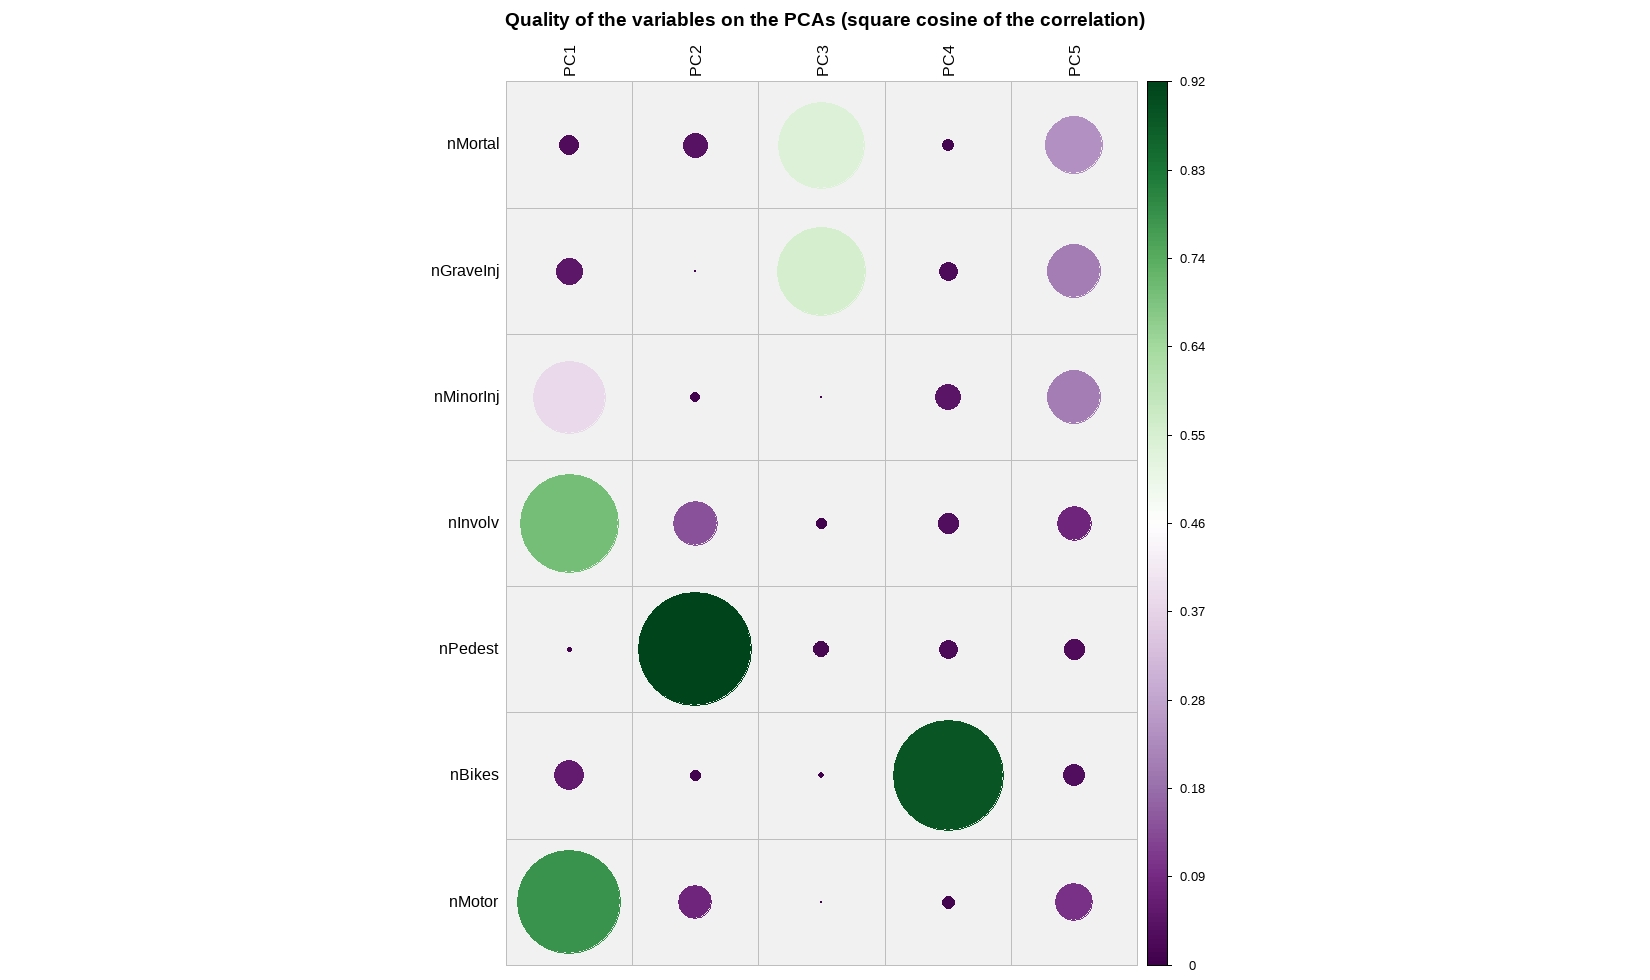 Quality of the variables on the PCAs (square cosine of the correlation)
PC1 PC2 PC3 PC4 PC5
nMortal
nGraveInj
nMinorInj
nInvolv
nPedest
nBikes
nMotor
0.92
0.83
0.74
0.64
0.55
0.46
0.37
0.28
0.18
0.09
0